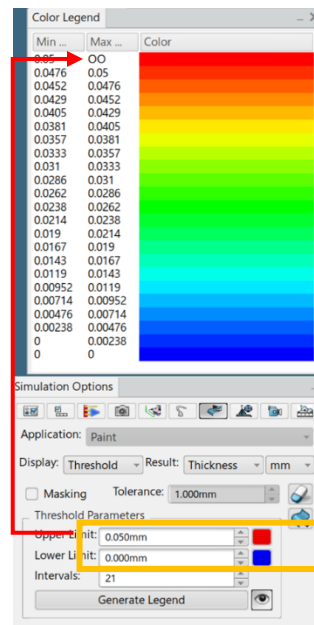 Color Legend
Min ... Max ... Color
0.05 OO
0.0476 0.05
0.0452 0.0476
0.0429 0.0452
0.0405 0.0429
0.0381 0.0405
0.0357 0.0381
0.0333 0.0357
0.031 0.0333
0.0286 0.031
0.0262 0.0286
0.0238 0.0262
0.0214 0.0238
0.019 0.0214
0.0167 0.019
0.0143 0.0167
0.0119 0.0143
0.00952 0.0119
0.00714 0.00952
0.00476 0.00714
0.00238 0.00476
0 0.00238
0 0
Simulation Options
Application: Paint
Display: Threshold Result: Thickness mm
Masking Tolerance: 1.000mm
Threshold Parameters
Upper Limit: 0.050mm
Lower Limit: 0.000mm
Intervals: 21
Generate Legend